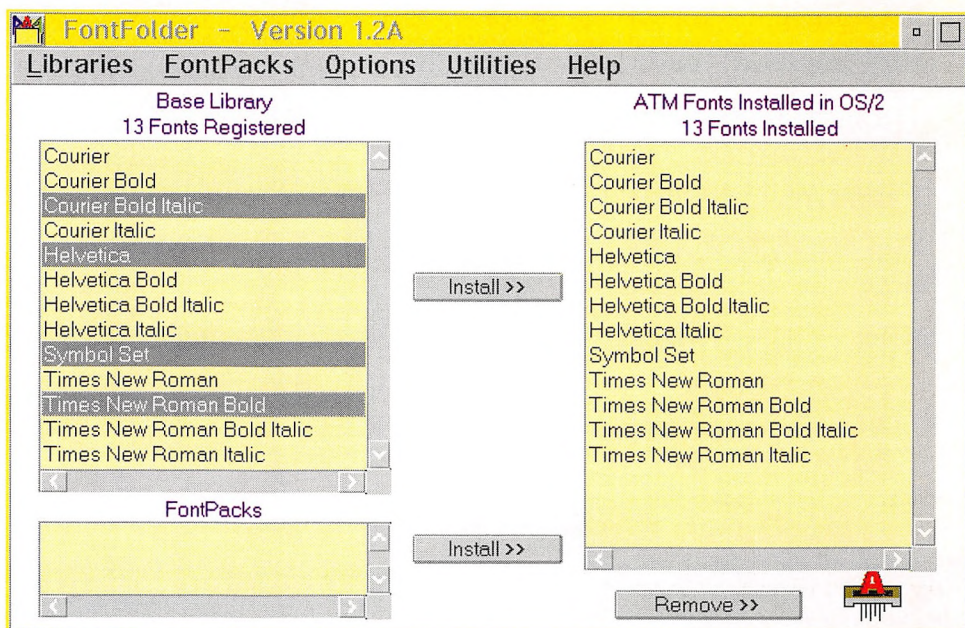 FontFolder – Version 1.2A
Libraries FontPacks Options Utilities Help
Base Library
13 Fonts Registered
Courier
Courier Bold
Courier Bold Italic
Courier Italic
Helvetica
Helvetica Bold
Helvetica Bold Italic
Helvetica Italic
Symbol Set
Times New Roman
Times New Roman Bold
Times New Roman Bold Italic
Times New Roman Italic
FontPacks
Install >>
Install >>
ATM Fonts Installed in OS/2
13 Fonts Installed
Courier
Courier Bold
Courier Bold Italic
Courier Italic
Helvetica
Helvetica Bold
Helvetica Bold Italic
Helvetica Italic
Symbol Set
Times New Roman
Times New Roman Bold
Times New Roman Bold Italic
Times New Roman Italic
Remove >>
A